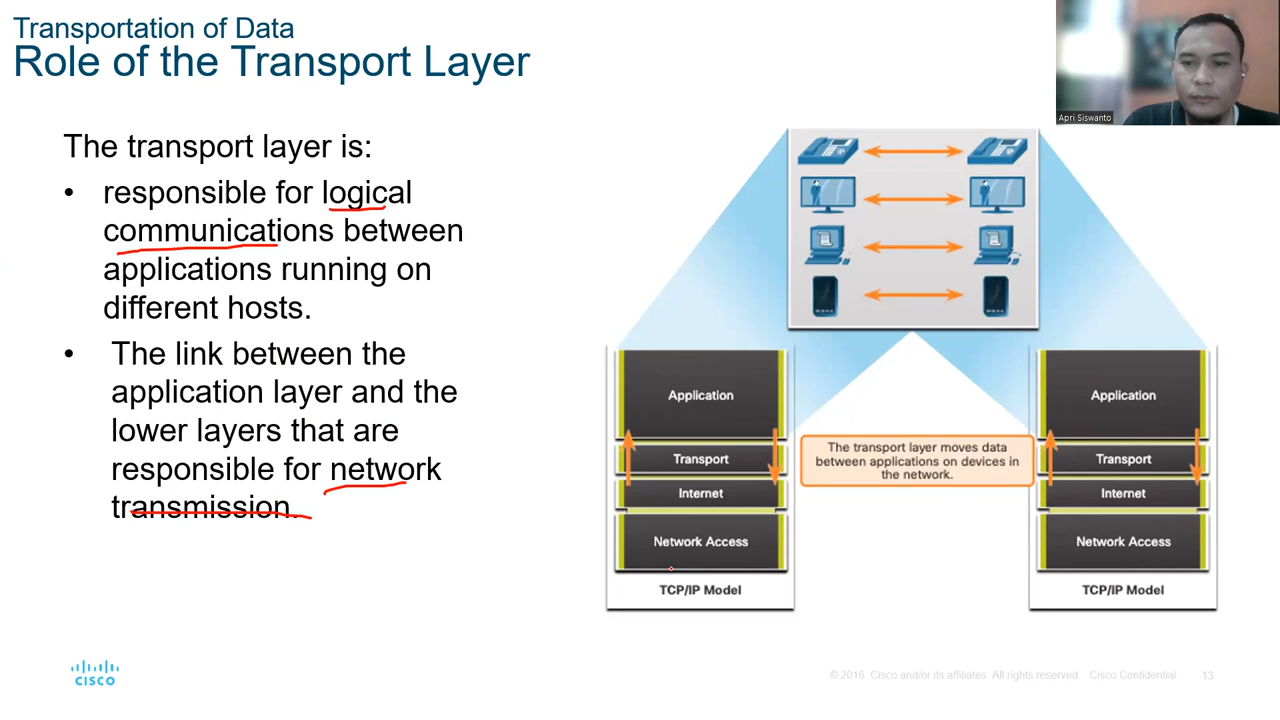 Transportation of Data
Role of the Transport Layer
Apri Siswanto
The transport layer is:
• responsible for logical
communications between
applications running on
different hosts.
• The link between the
application layer and the
lower layers that are
responsible for network
transmission.
Application
Transport
Internet
Network Access
TCP/IP Model
The transport layer moves data
between applications on devices in
the network.
Application
Transport
Internet
Network Access
TCP/IP Model
CISCO
© 2016 Cisco and/or its affiliates. All rights reserved Cisco Confidential 13